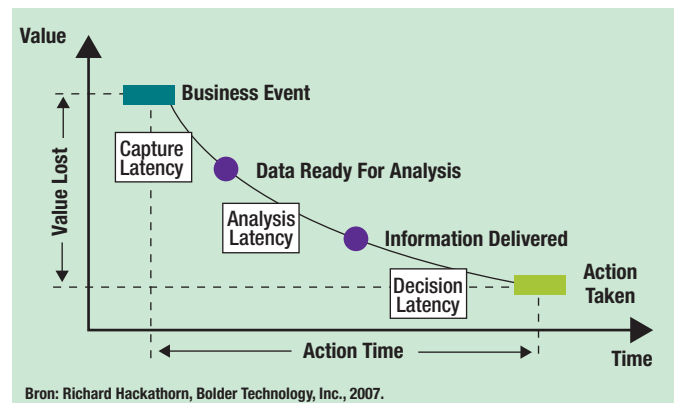 Value
Business Event
Capture
Latency
Data Ready For Analysis
Value Lost
Analysis
Latency
Information Delivered
Decision
Latency
Action
Taken
Action Time
Time
Bron: Richard Hackathorn, Bolder Technology, Inc., 2007.